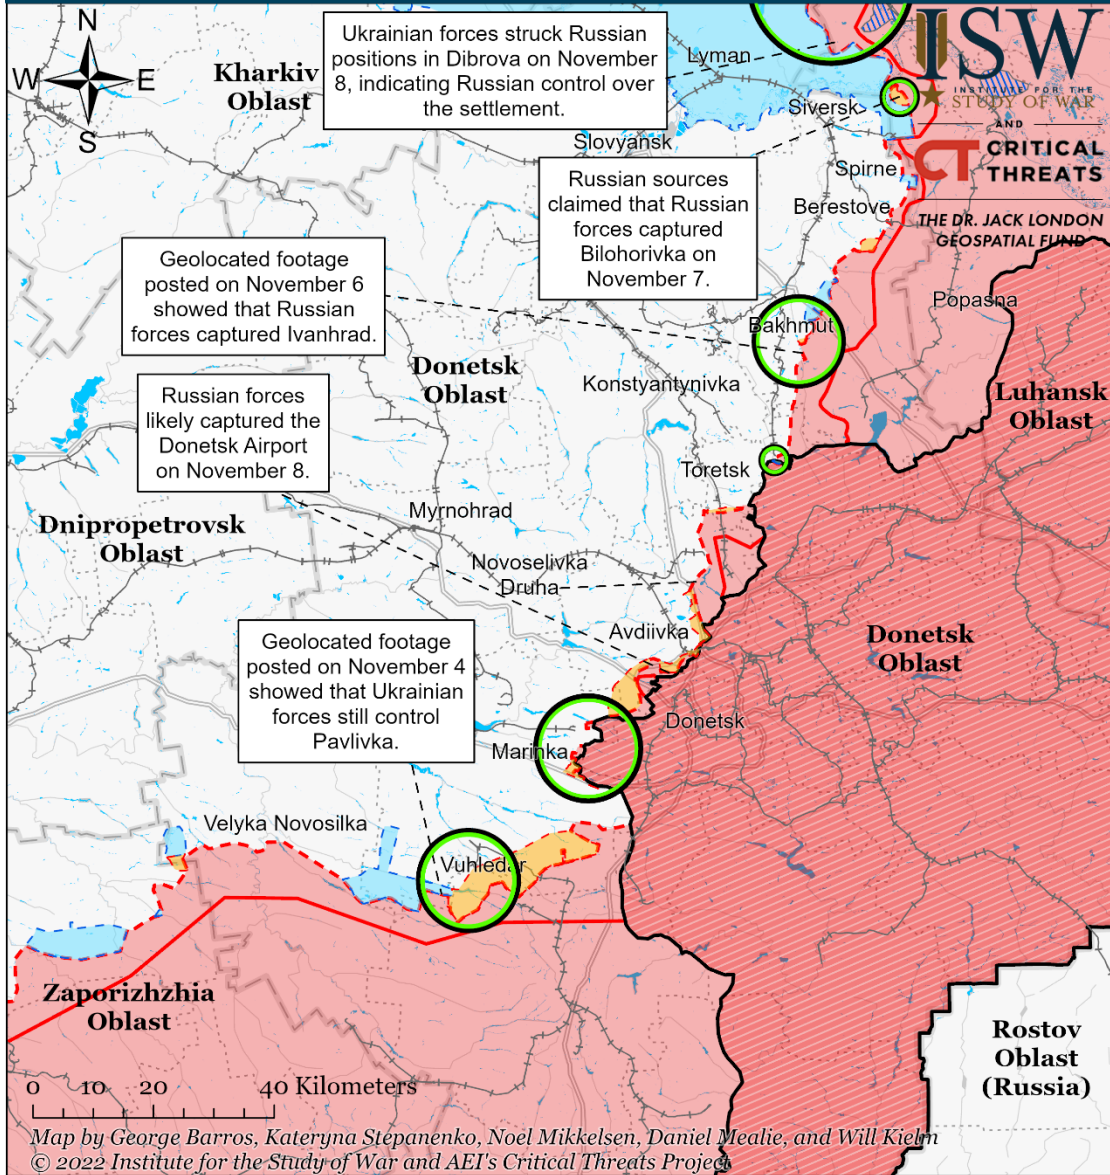 N
W
E
S
Kharkiv
Oblast
Ukrainian forces struck Russian
positions in Dibrova on November
8, indicating Russian control over
the settlement.
Lyman
ISW
INSTITUTE FOR THE
STUDY OF WAR
AND
CRITICAL
THREATS
CT
THE DR. JACK LONDON
GEOSPATIAL FUND
Siversk
Slovyansk
Spirne
Berestove
Russian sources
claimed that Russian
forces captured
Bilohorivka on
November 7.
Geolocated footage
posted on November 6
showed that Russian
forces captured Ivanhrad.
Popasna
Bakhmut
Donetsk
Oblast
Konstyantynivka
Luhansk
Oblast
Russian forces
likely captured the
Donetsk Airport
on November 8.
Toretsk
Myrnohrad
Dnipropetrovsk
Oblast
Novoselivka
Druha
Avdiivka
Donetsk
Oblast
Geolocated footage
posted on November 4
showed that Ukrainian
forces still control
Pavlivka.
Donetsk
Marinka
Velyka Novosilka
Vuhledar
Zaporizhzhia
Oblast
Rostov
Oblast
(Russia)
0 10 20 40 Kilometers
Map by George Barros, Kateryna Stepanenko, Noel Mikkelsen, Daniel Mealie, and Will Kielm
© 2022 Institute for the Study of War and AEI's Critical Threats Project